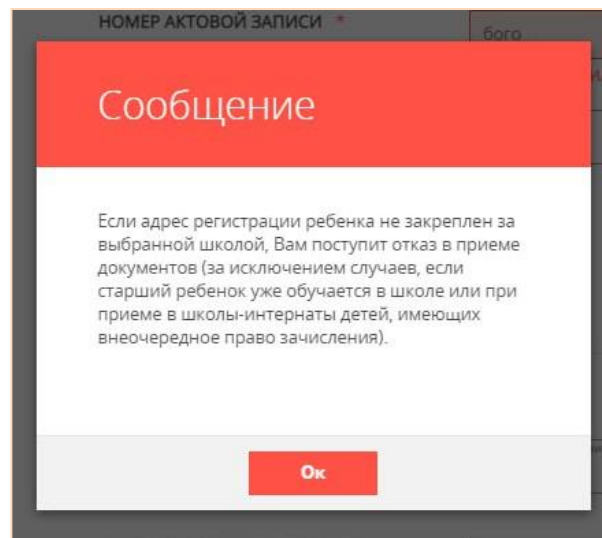 НОМЕР АКТОВОЙ ЗАПИСИ *
бого
Сообщение
Если адрес регистрации ребенка не закреплен за
выбранной школой, Вам поступит отказ в приеме
документов (за исключением случаев, если
старший ребенок уже обучается в школе или при
приеме в школы-интернаты детей, имеющих
внеочередное право зачисления).
Ок